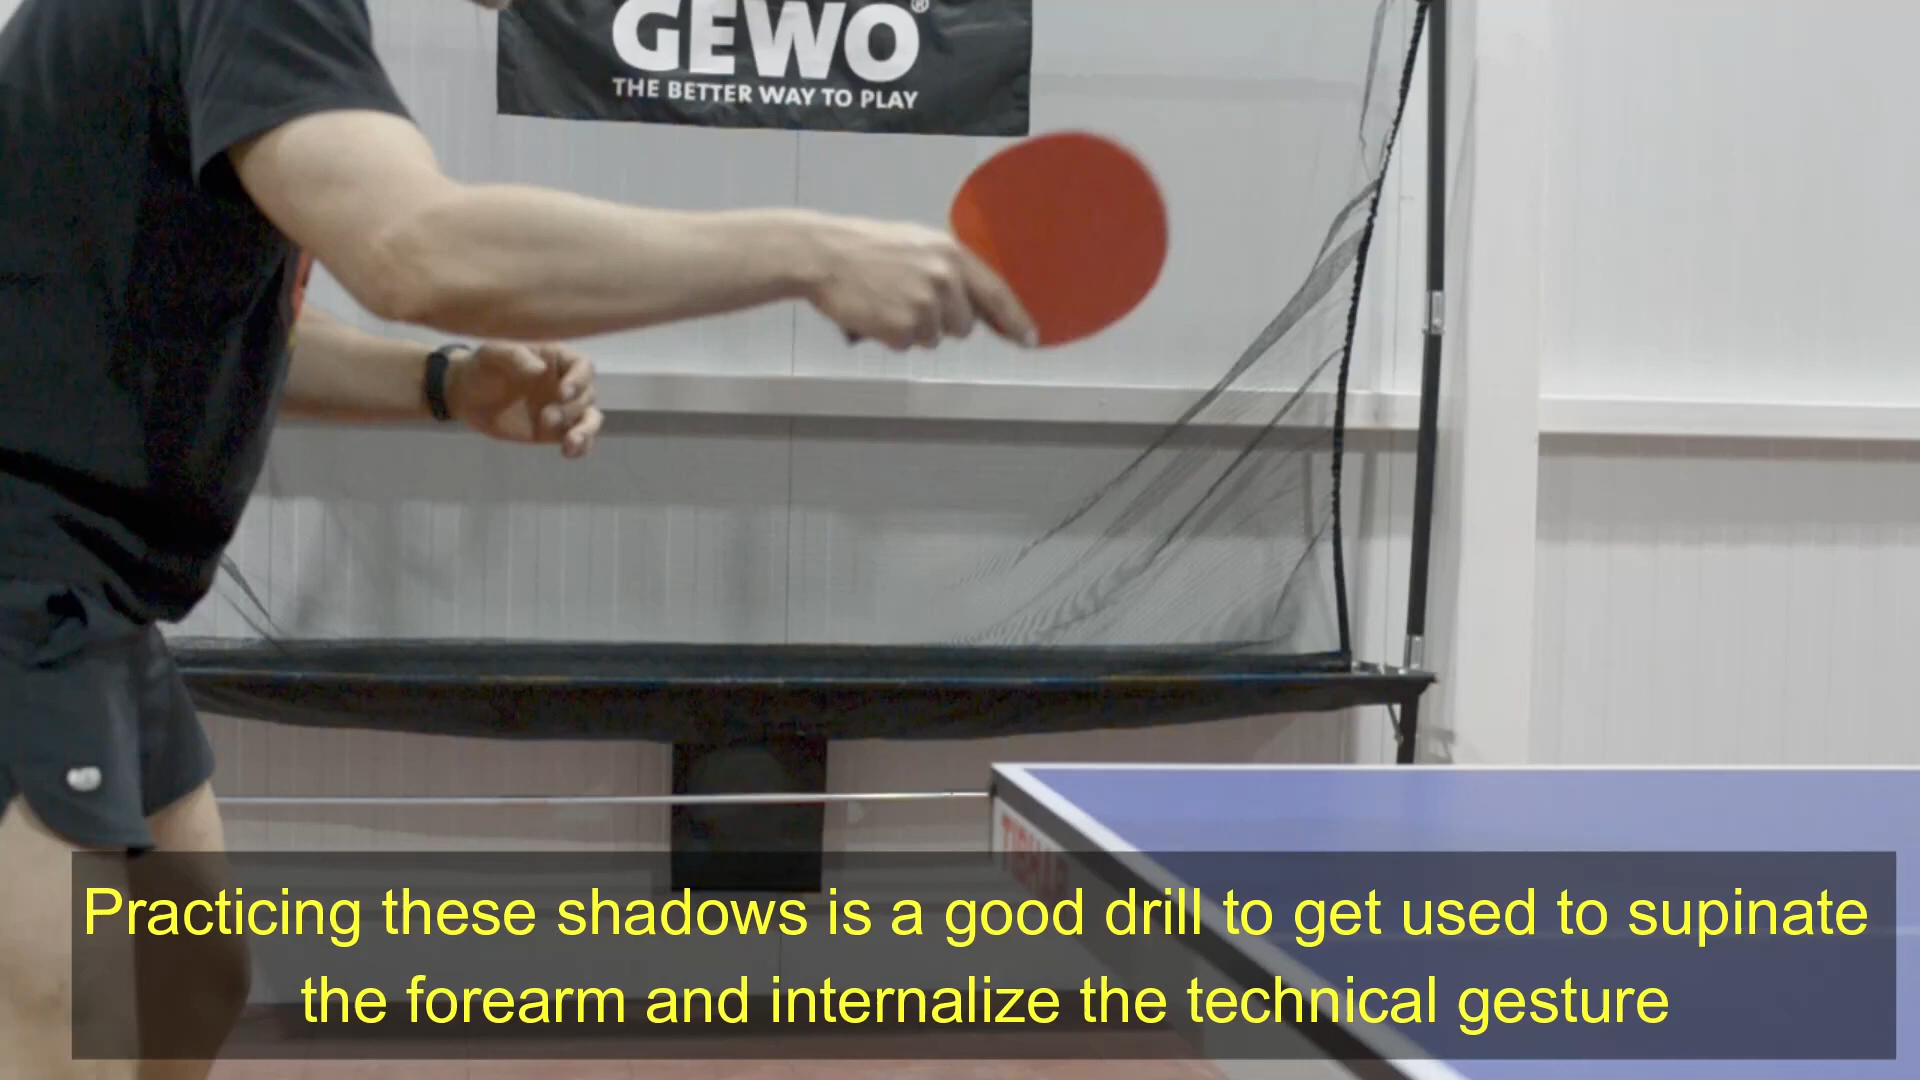 GEWO®
THE BETTER WAY TO PLAY
TIBHAR
Practicing these shadows is a good drill to get used to supinate
the forearm and internalize the technical gesture